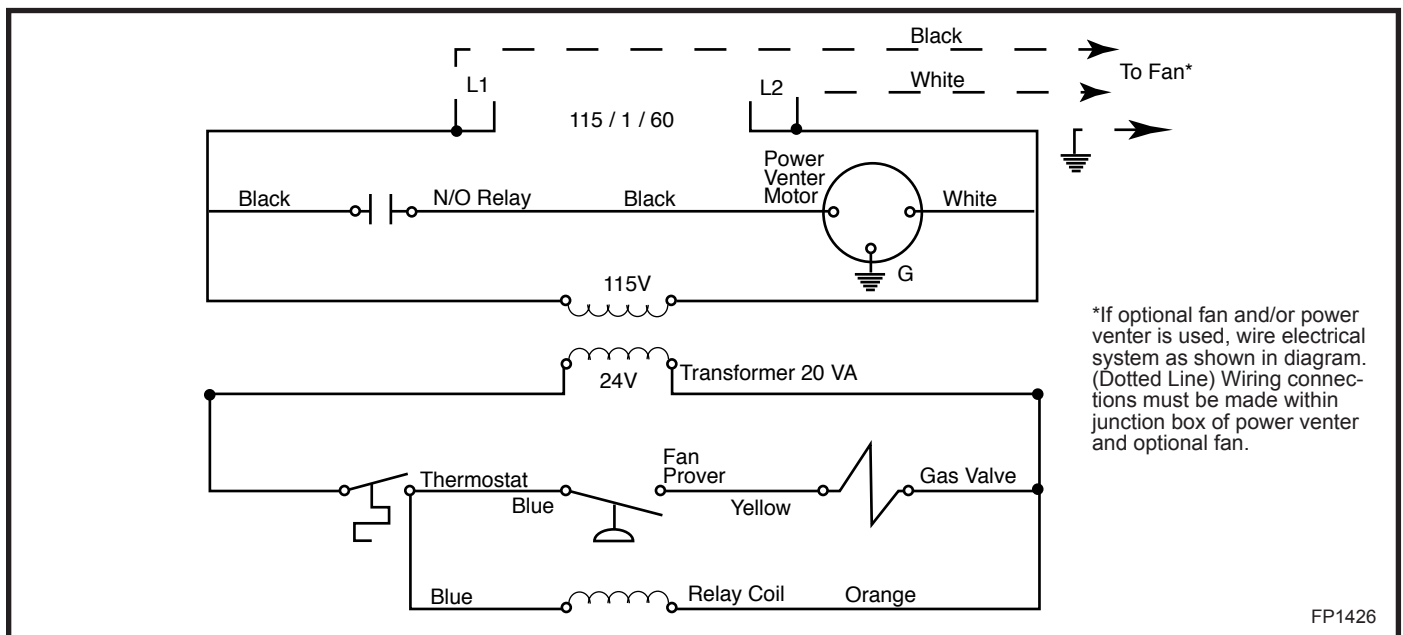 Black
L1
L2
White
To Fan*
115 / 1 / 60
Black
N/O Relay
Black
Power
Venter
Motor
White
G
115V
24V
Transformer 20 VA
*If optional fan and/or power
venter is used, wire electrical
system as shown in diagram.
(Dotted Line) Wiring connec-
tions must be made within
junction box of power venter
and optional fan.
Thermostat
Blue
Fan
Prover
Yellow
Gas Valve
Blue
Relay Coil
Orange
FP1426